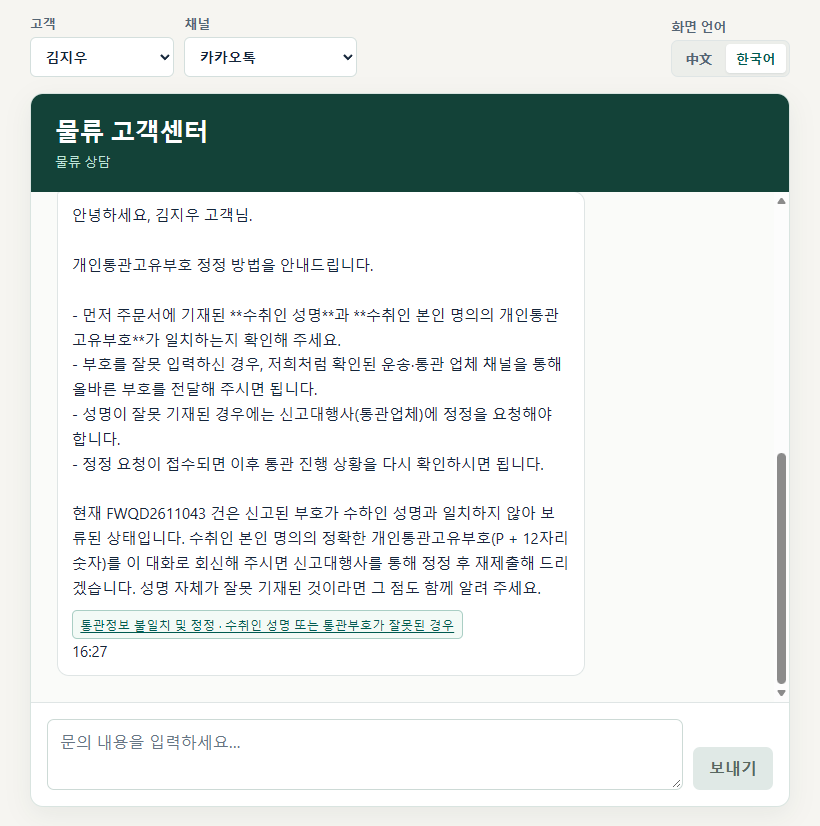 고객
채널
화면 언어
김지우
카카오톡
中文
한국어
물류 고객센터
물류 상담
안녕하세요, 김지우 고객님.
개인통관고유부호 정정 방법을 안내드립니다.
- 먼저 주문서에 기재된 **수취인 성명**과 **수취인 본인 명의의 개인통관
고유부호**가 일치하는지 확인해 주세요.
- 부호를 잘못 입력하신 경우, 저희처럼 확인된 운송·통관 업체 채널을 통해
올바른 부호를 전달해 주시면 됩니다.
- 성명이 잘못 기재된 경우에는 신고대행사(통관업체)에 정정을 요청해야
합니다.
- 정정 요청이 접수되면 이후 통관 진행 상황을 다시 확인하시면 됩니다.
현재 FWQD2611043 건은 신고된 부호가 수하인 성명과 일치하지 않아 보
류된 상태입니다. 수취인 본인 명의의 정확한 개인통관고유부호(P + 12자리
숫자)를 이 대화로 회신해 주시면 신고대행사를 통해 정정 후 재제출해 드리
겠습니다. 성명 자체가 잘못 기재된 것이라면 그 점도 함께 알려 주세요.
통관정보 불일치 및 정정 · 수취인 성명 또는 통관부호가 잘못된 경우
16:27
문의 내용을 입력하세요...
보내기